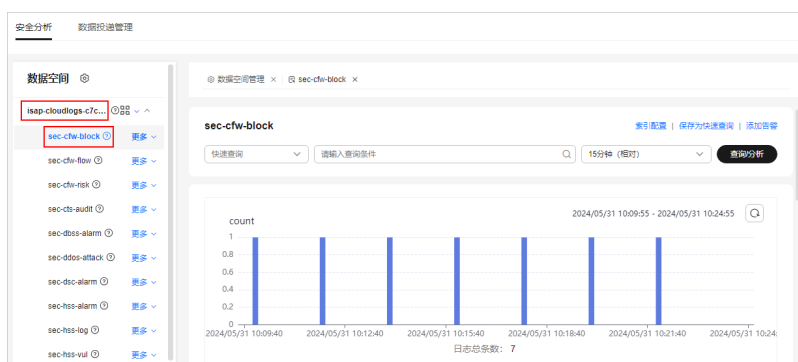 安全分析 数据投递管理
数据空间
数据空间管理 × sec-cfw-block ×
isap-cloudlogs-c7c...
sec-cfw-block 更多
sec-cfw-flow 更多
sec-cfw-risk 更多
sec-cts-audit 更多
sec-dbss-alarm 更多
sec-ddos-attack 更多
sec-dsc-alarm 更多
sec-hss-alarm 更多
sec-hss-log 更多
sec-hss-vul 更多
sec-cfw-block 索引配置 | 保存为快速查询 | 添加告警
快速查询 请输入查询条件 15分钟（相对） 查询/分析
2024/05/31 10:09:55 - 2024/05/31 10:24:55
count
1
0.8
0.6
0.4
0.2
0
2024/05/31 10:09:40 2024/05/31 10:12:40 2024/05/31 10:15:40 2024/05/31 10:18:40 2024/05/31 10:21:40 2024/05/31 10:24:
日志总条数: 7